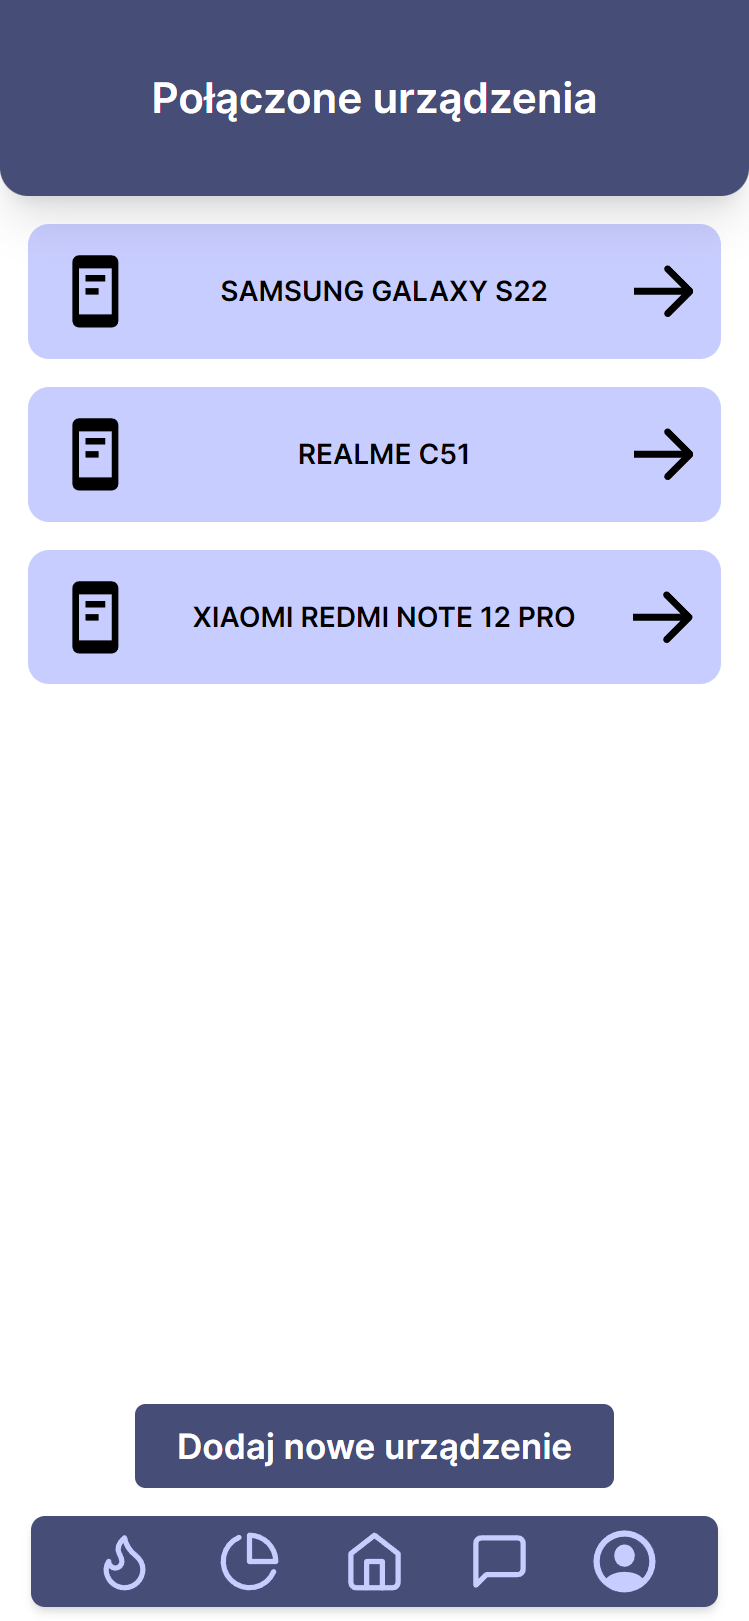 Połączone urządzenia
SAMSUNG GALAXY S22
REALME C51
XIAOMI REDMI NOTE 12 PRO
Dodaj nowe urządzenie